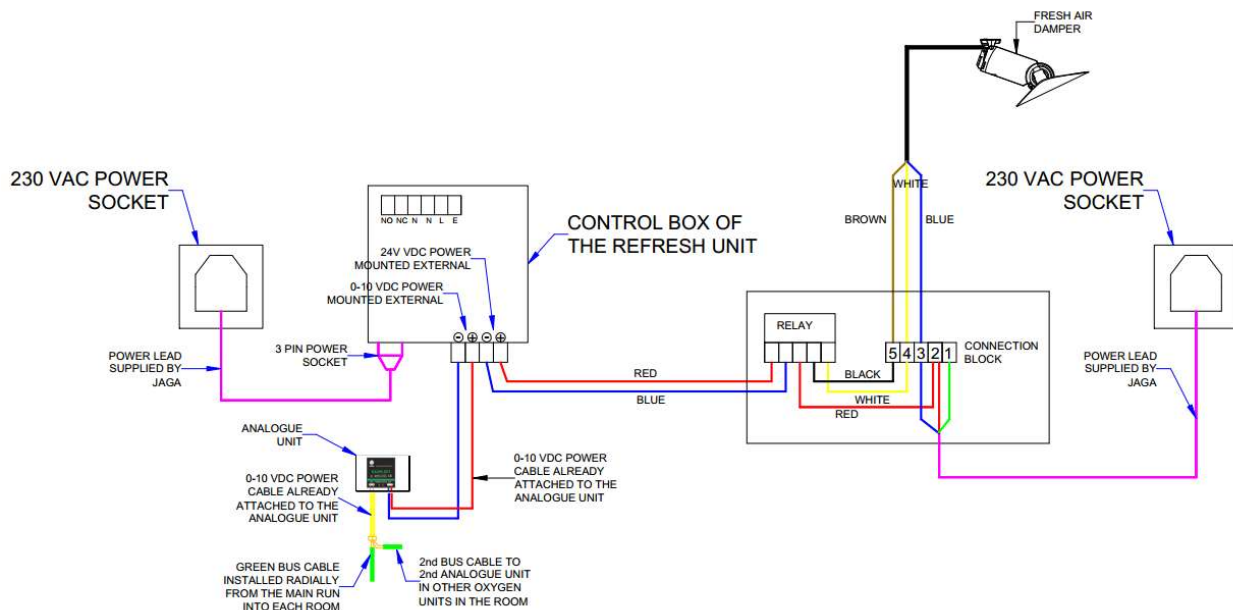 FRESH AIR
DAMPER
230 VAC POWER
SOCKET
NO NC N N L E
24V VDC POWER
MOUNTED EXTERNAL
0-10 VDC POWER
MOUNTED EXTERNAL
CONTROL BOX OF
THE REFRESH UNIT
WHITE
BROWN
BLUE
230 VAC POWER
SOCKET
3 PIN POWER
SOCKET
RELAY
5 4 3 2 1
CONNECTION
BLOCK
POWER LEAD
SUPPLIED BY
JAGA
RED
BLUE
BLACK
WHITE
RED
POWER LEAD
SUPPLIED BY
JAGA
ANALOGUE
UNIT
0-10 VDC POWER
CABLE ALREADY
ATTACHED TO THE
ANALOGUE UNIT
0-10 VDC POWER
CABLE ALREADY
ATTACHED TO THE
ANALOGUE UNIT
GREEN BUS CABLE
INSTALLED RADIALLY
FROM THE MAIN RUN
INTO EACH ROOM
2nd BUS CABLE TO
2nd ANALOGUE UNIT
IN OTHER OXYGEN
UNITS IN THE ROOM